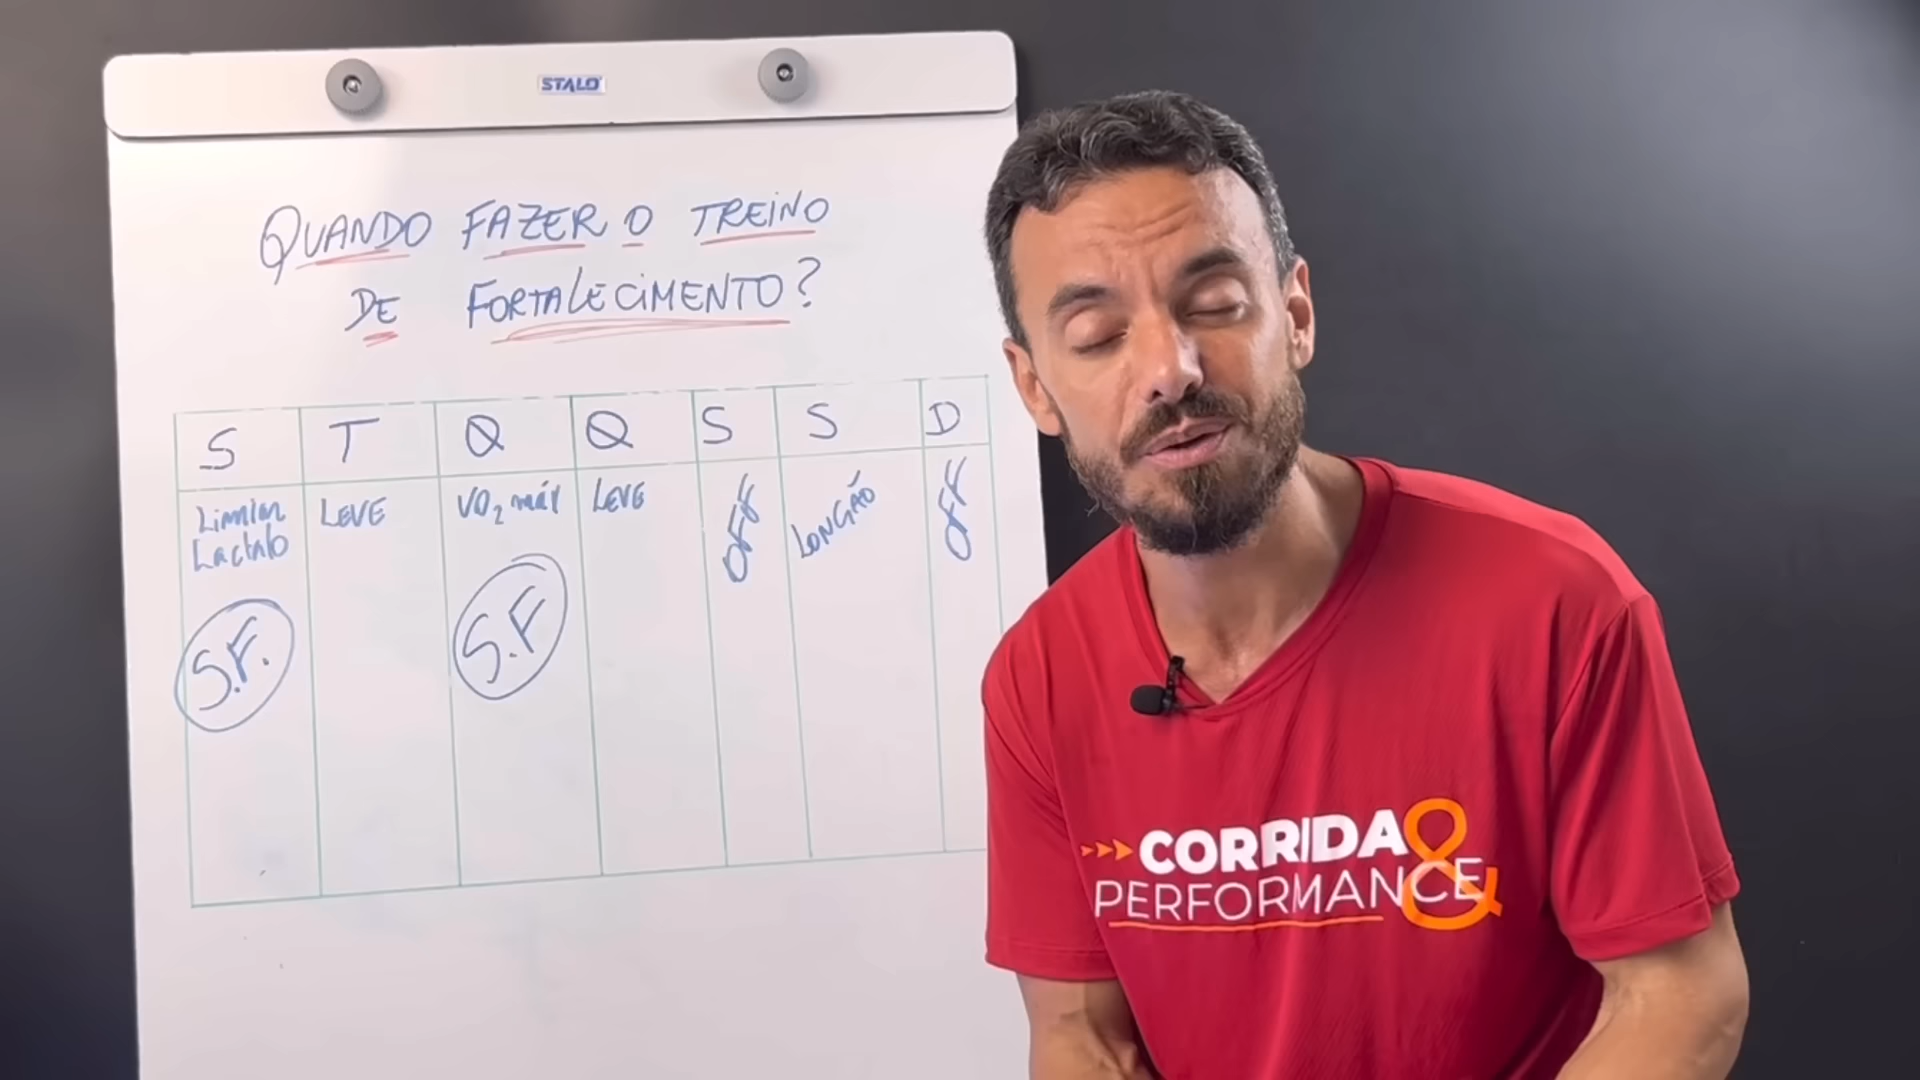 STALO
QUANDO FAZER O TREINO
DE FORTALECIMENTO?
S T Q Q S S D
Limiar LEVE VO2 máx LEVE OFF LONGÃO OFF
Lactato
S.F. S.F
CORRIDA&
PERFORMANCE